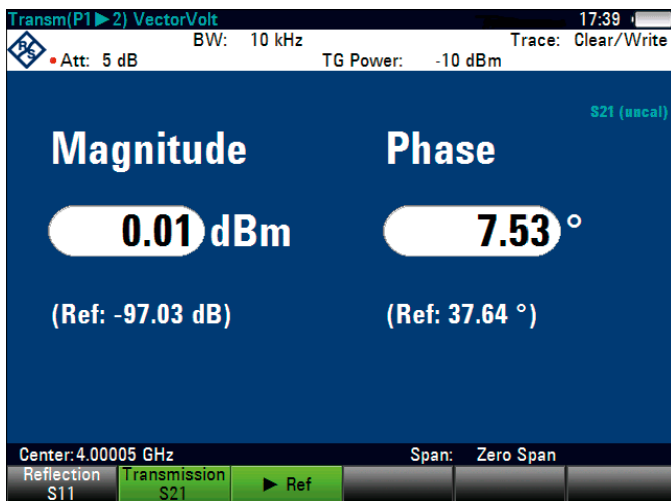 Transm(P1▶2) VectorVolt 17:39
BW: 10 kHz Trace: Clear/Write
Att: 5 dB TG Power: -10 dBm
S21 (uncal)
Magnitude Phase
0.01 dBm 7.53 °
(Ref: -97.03 dB) (Ref: 37.64 °)
Center:4.00005 GHz Span: Zero Span
Reflection S11
Transmission S21
▶ Ref
R&S